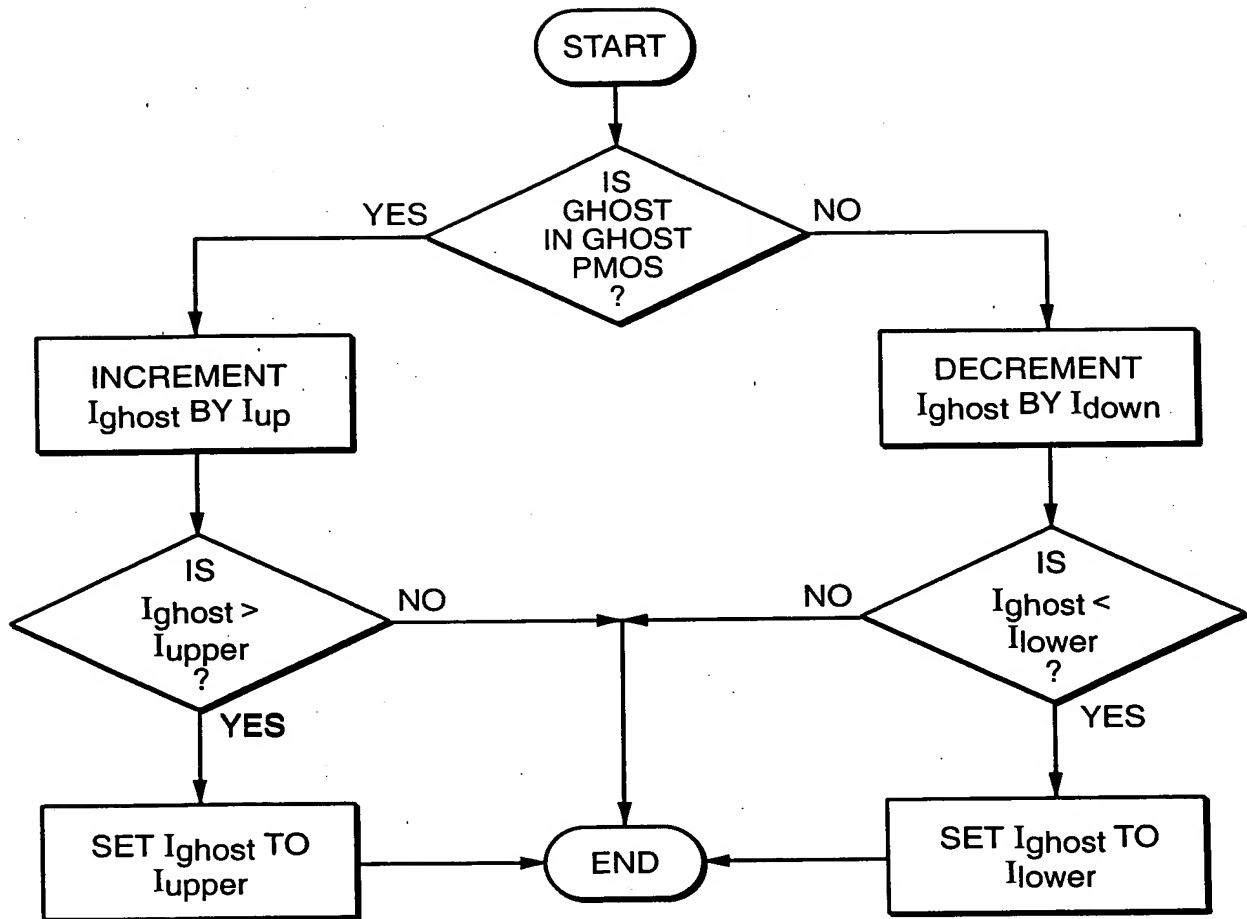 START
IS
GHOST
IN GHOST
PMOS
?
YES
NO
INCREMENT
Ighost BY Iup
DECREMENT
Ighost BY Idown
IS
Ighost >
Iupper
?
NO
YES
IS
Ighost <
Ilower
?
NO
YES
SET Ighost TO
Iupper
END
SET Ighost TO
Ilower